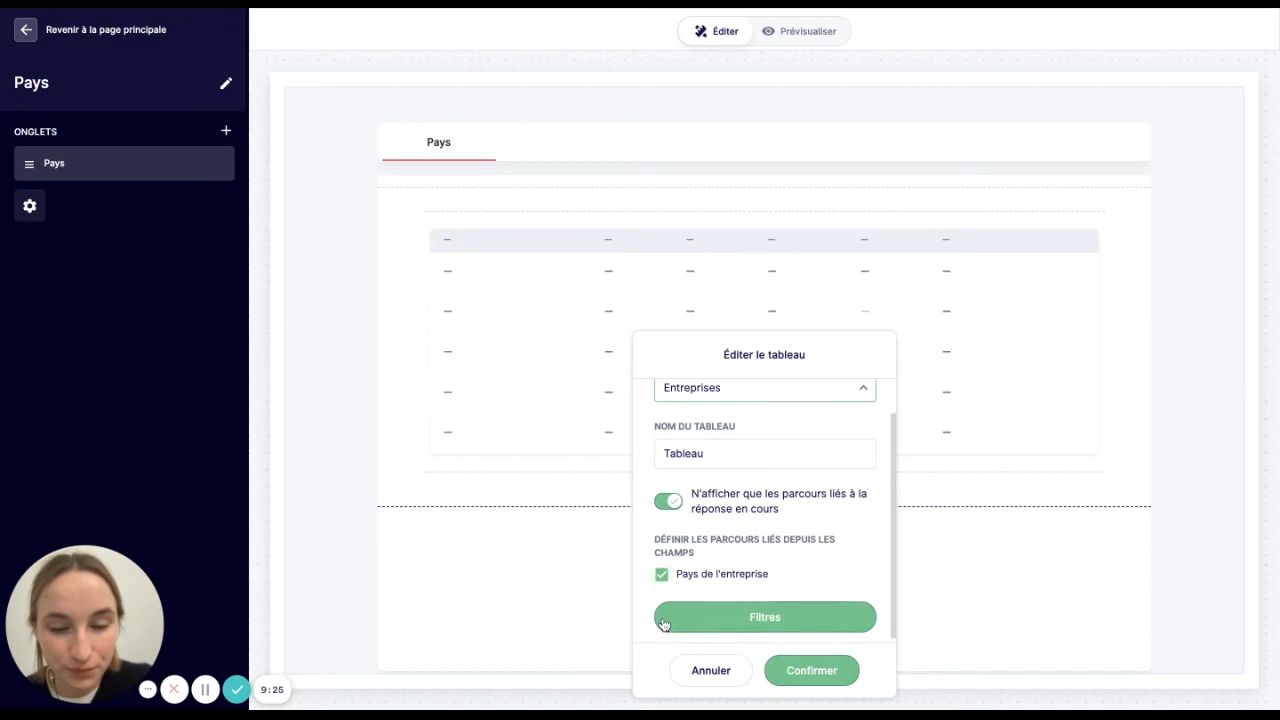 Revenir à la page principale
Éditer
Prévisualiser
Pays
ONGLETS
Pays
Pays
Éditer le tableau
Entreprises
NOM DU TABLEAU
Tableau
N'afficher que les parcours liés à la
réponse en cours
DÉFINIR LES PARCOURS LIÉS DEPUIS LES
CHAMPS
Pays de l'entreprise
Filtres
Annuler
Confirmer
9:25